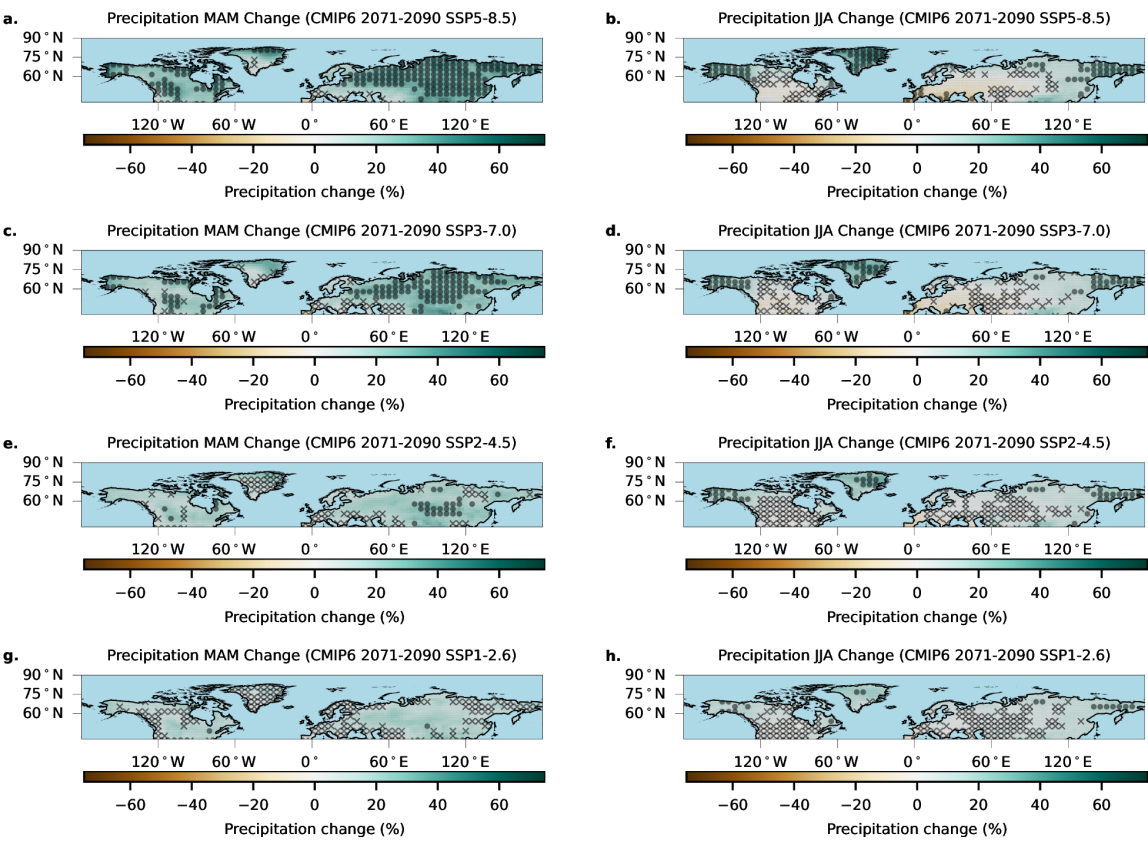 a. Precipitation MAM Change (CMIP6 2071-2090 SSP5-8.5)
90°N
75°N
60°N
120°W 60°W 0° 60°E 120°E
−60 −40 −20 0 20 40 60
Precipitation change (%)
b. Precipitation JJA Change (CMIP6 2071-2090 SSP5-8.5)
90°N
75°N
60°N
120°W 60°W 0° 60°E 120°E
−60 −40 −20 0 20 40 60
Precipitation change (%)
c. Precipitation MAM Change (CMIP6 2071-2090 SSP3-7.0)
90°N
75°N
60°N
120°W 60°W 0° 60°E 120°E
−60 −40 −20 0 20 40 60
Precipitation change (%)
d. Precipitation JJA Change (CMIP6 2071-2090 SSP3-7.0)
90°N
75°N
60°N
120°W 60°W 0° 60°E 120°E
−60 −40 −20 0 20 40 60
Precipitation change (%)
e. Precipitation MAM Change (CMIP6 2071-2090 SSP2-4.5)
90°N
75°N
60°N
120°W 60°W 0° 60°E 120°E
−60 −40 −20 0 20 40 60
Precipitation change (%)
f. Precipitation JJA Change (CMIP6 2071-2090 SSP2-4.5)
90°N
75°N
60°N
120°W 60°W 0° 60°E 120°E
−60 −40 −20 0 20 40 60
Precipitation change (%)
g. Precipitation MAM Change (CMIP6 2071-2090 SSP1-2.6)
90°N
75°N
60°N
120°W 60°W 0° 60°E 120°E
−60 −40 −20 0 20 40 60
Precipitation change (%)
h. Precipitation JJA Change (CMIP6 2071-2090 SSP1-2.6)
90°N
75°N
60°N
120°W 60°W 0° 60°E 120°E
−60 −40 −20 0 20 40 60
Precipitation change (%)